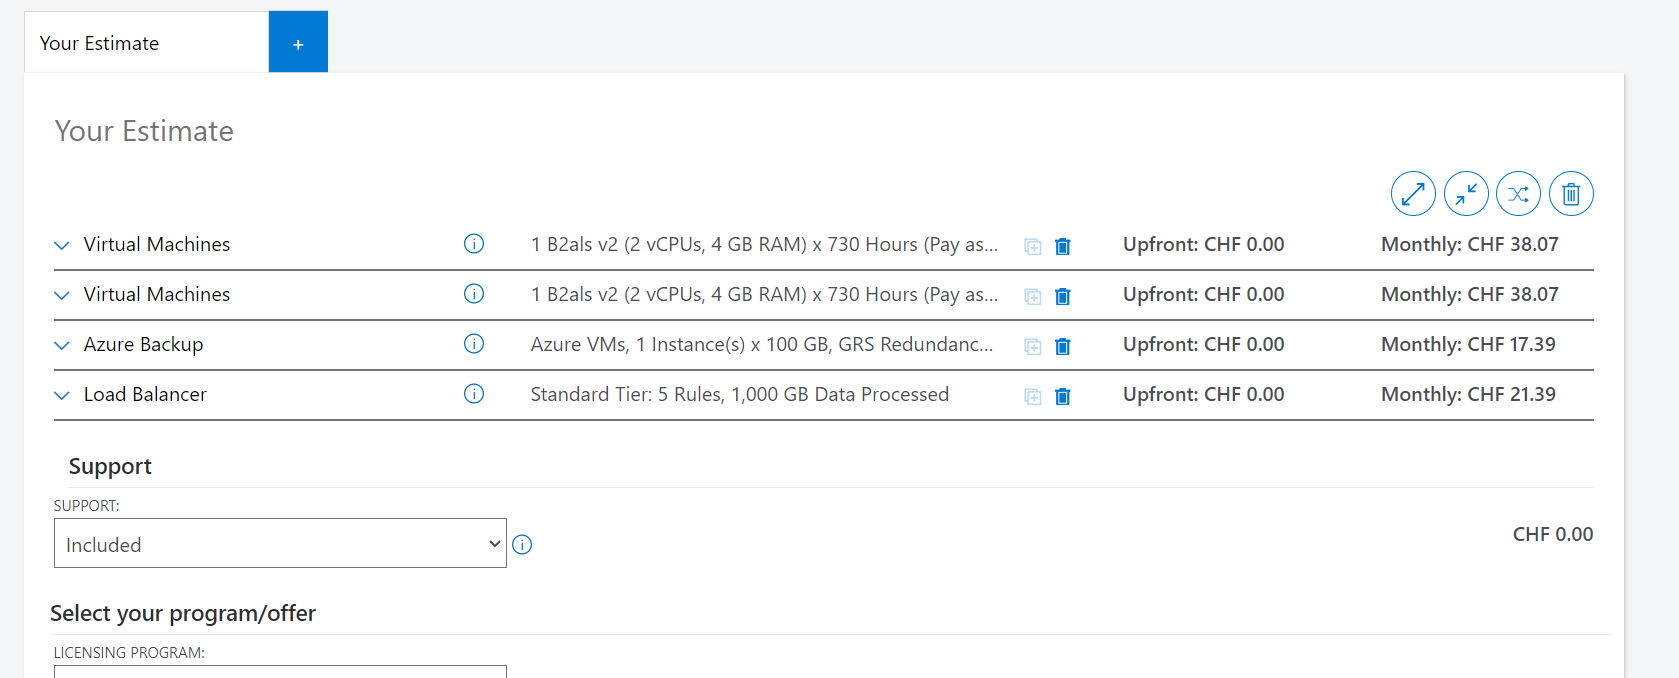 Your Estimate
+
Your Estimate
Virtual Machines 1 B2als v2 (2 vCPUs, 4 GB RAM) x 730 Hours (Pay as... Upfront: CHF 0.00 Monthly: CHF 38.07
Virtual Machines 1 B2als v2 (2 vCPUs, 4 GB RAM) x 730 Hours (Pay as... Upfront: CHF 0.00 Monthly: CHF 38.07
Azure Backup Azure VMs, 1 Instance(s) x 100 GB, GRS Redundanc... Upfront: CHF 0.00 Monthly: CHF 17.39
Load Balancer Standard Tier: 5 Rules, 1,000 GB Data Processed Upfront: CHF 0.00 Monthly: CHF 21.39
Support
SUPPORT:
Included CHF 0.00
Select your program/offer
LICENSING PROGRAM: